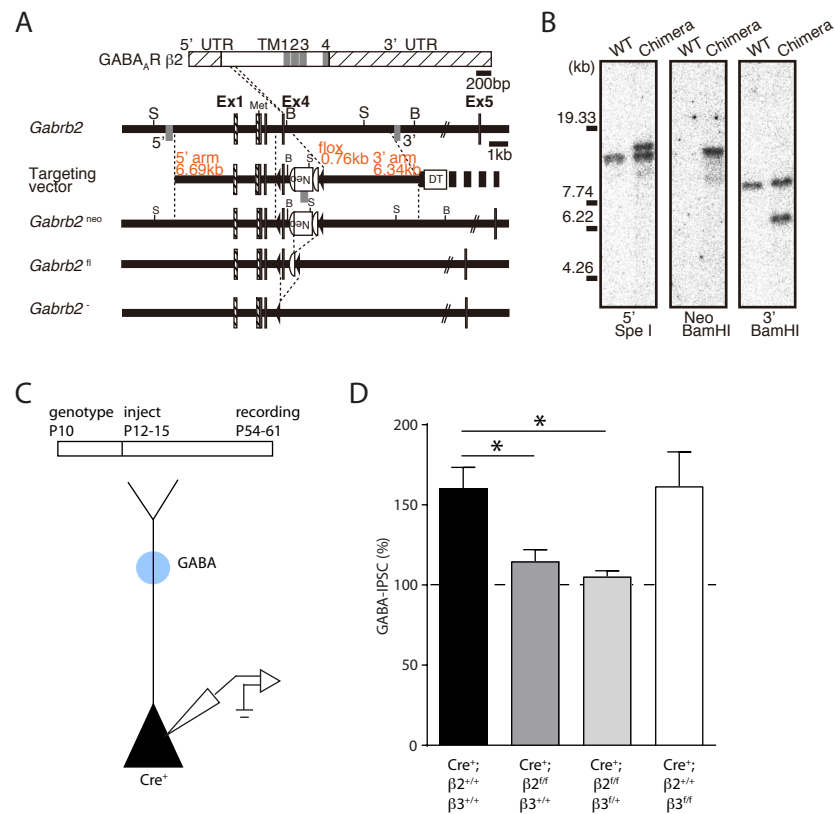 A
5' UTR TM1 2 3 4 3' UTR
GABA_AR β2
200bp
Ex1 Met Ex4 Ex5
S B S B
Gabrb2
5' 3'
1kb
flox
5' arm 0.76kb 3' arm
6.69kb 6.34kb
B S
Targeting
vector
Neo DT
S B S S B
Gabrb2 neo
Neo
Gabrb2 fl
Gabrb2 -
B
WT Chimera WT Chimera WT Chimera
(kb)
19.33
7.74
6.22
4.26
5' Neo 3'
Spe I BamHI BamHI
C
genotype inject recording
P10 P12-15 P54-61
GABA
Cre⁺
D
200
150
100
50
0
GABA-IPSC (%)
*
*
Cre⁺; Cre⁺; Cre⁺; Cre⁺;
β2⁺/⁺ β2f/f β2f/f β2⁺/⁺
β3⁺/⁺ β3⁺/⁺ β3f/⁺ β3f/f